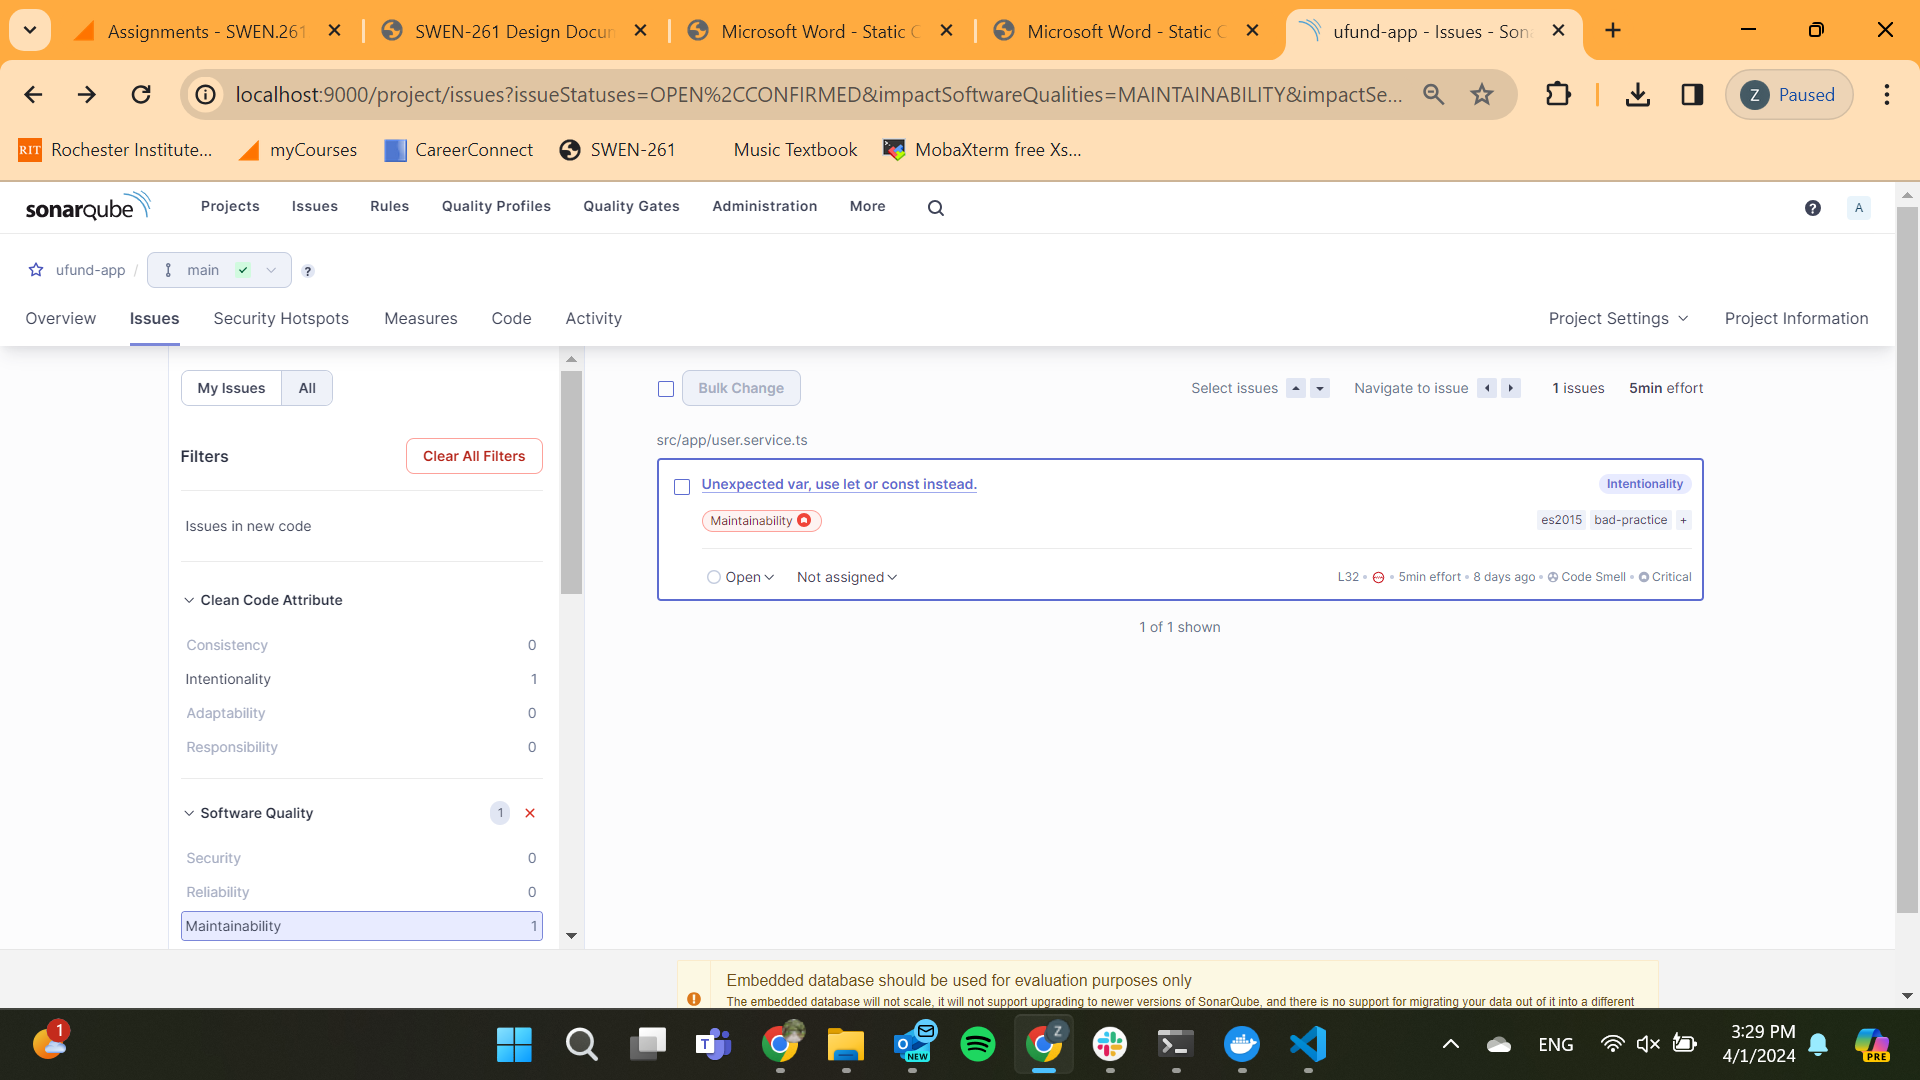 Assignments - SWEN.261
SWEN-261 Design Docun
Microsoft Word - Static C
Microsoft Word - Static C
ufund-app - Issues - Son
localhost:9000/project/issues?issueStatuses=OPEN%2CCONFIRMED&impactSoftwareQualities=MAINTAINABILITY&impactSe...
Z Paused
RIT Rochester Institute... myCourses CareerConnect SWEN-261 Music Textbook MobaXterm free Xs...
sonarqube Projects Issues Rules Quality Profiles Quality Gates Administration More ? A
ufund-app / main ?
Overview Issues Security Hotspots Measures Code Activity Project Settings Project Information
My Issues All
Bulk Change Select issues Navigate to issue 1 issues 5min effort
src/app/user.service.ts
Filters Clear All Filters
Unexpected var, use let or const instead. Intentionality
Maintainability es2015 bad-practice +
Issues in new code
Open Not assigned L32 • 5min effort • 8 days ago • Code Smell • Critical
Clean Code Attribute
1 of 1 shown
Consistency 0
Intentionality 1
Adaptability 0
Responsibility 0
Software Quality 1
Security 0
Reliability 0
Maintainability 1
Embedded database should be used for evaluation purposes only
The embedded database will not scale, it will not support upgrading to newer versions of SonarQube, and there is no support for migrating your data out of it into a different
1
T
O
NEW
Z
ENG
3:29 PM
4/1/2024
PRE